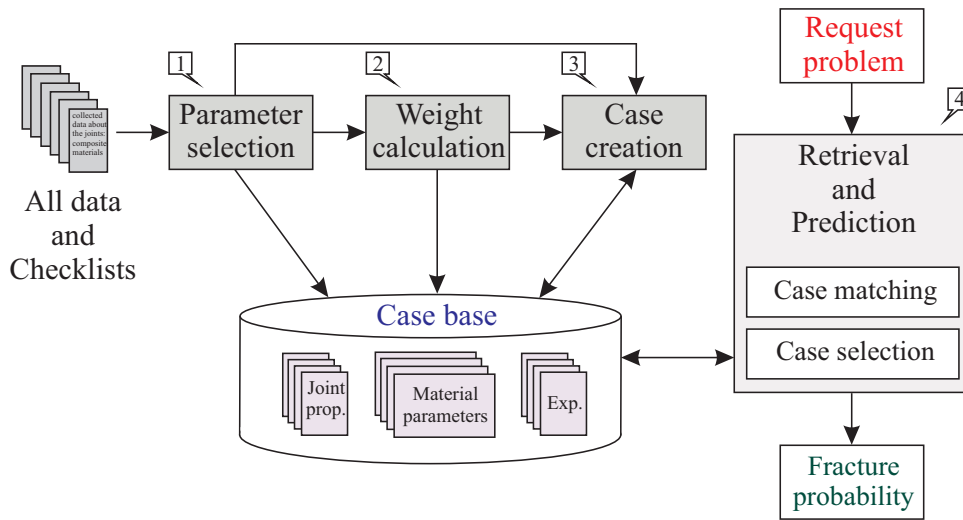 1
2
3
4
collected
data about
the joints:
composite
materials
All data
and
Checklists
Parameter
selection
Weight
calculation
Case
creation
Request
problem
Retrieval
and
Prediction
Case matching
Case selection
Case base
Joint
prop.
Material
parameters
Exp.
Fracture
probability